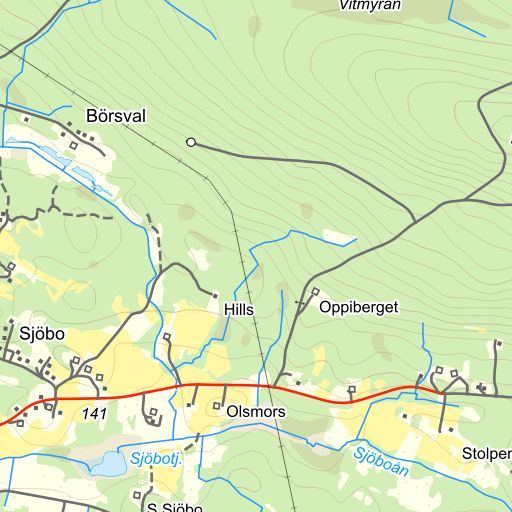 Vitmyran
Börsval
Hills
Oppiberget
Sjöbo
141
Olsmors
Sjöbotj.
Sjöboån
Stolpen
S Sjöbo